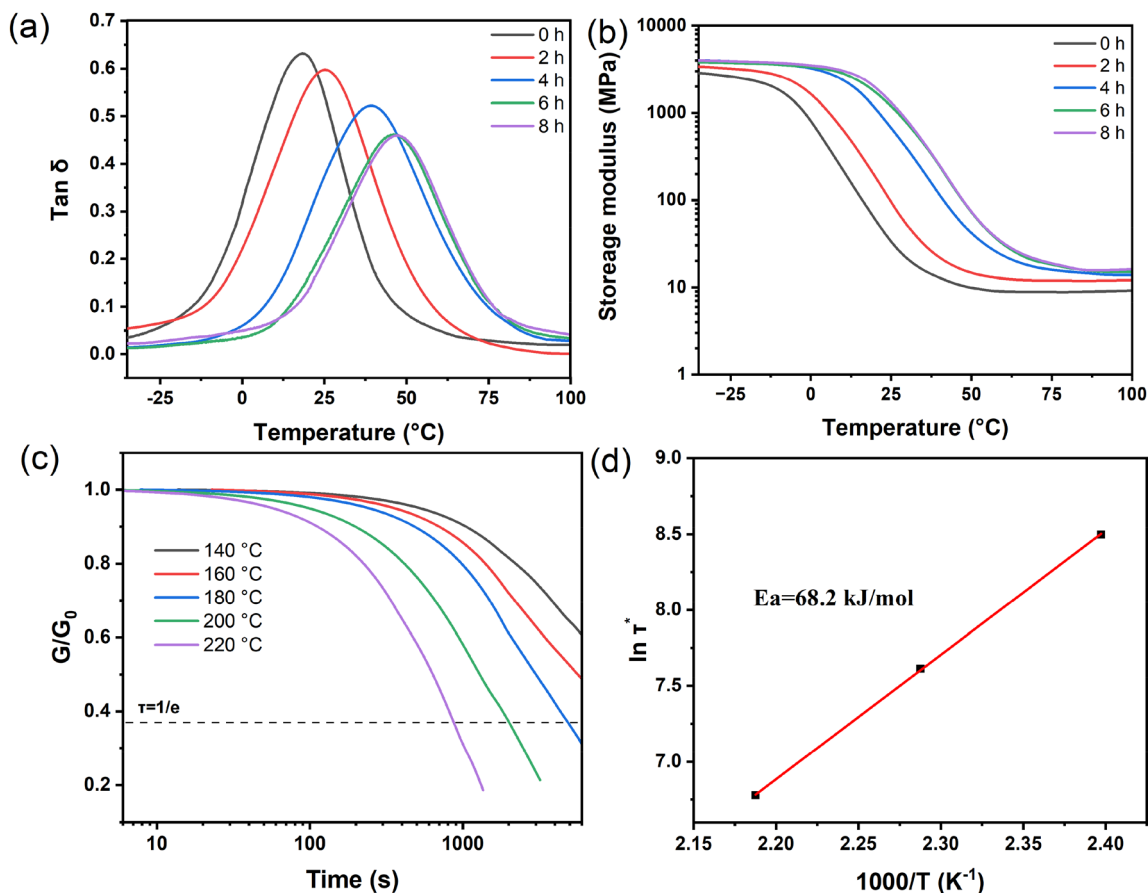 (a)
0.7
0.6
0.5
0.4
0.3
0.2
0.1
0.0
Tan δ
0 h
2 h
4 h
6 h
8 h
-25
0
25
50
75
100
Temperature (°C)
(b)
10000
1000
100
10
1
Storeage modulus (MPa)
0 h
2 h
4 h
6 h
8 h
−25
0
25
50
75
100
Temperature (°C)
(c)
1.0
0.8
0.6
0.4
0.2
G/G0
140 °C
160 °C
180 °C
200 °C
220 °C
τ=1/e
10
100
1000
Time (s)
(d)
9.0
8.5
8.0
7.5
7.0
ln τ*
Ea=68.2 kJ/mol
2.15
2.20
2.25
2.30
2.35
2.40
1000/T (K-1)